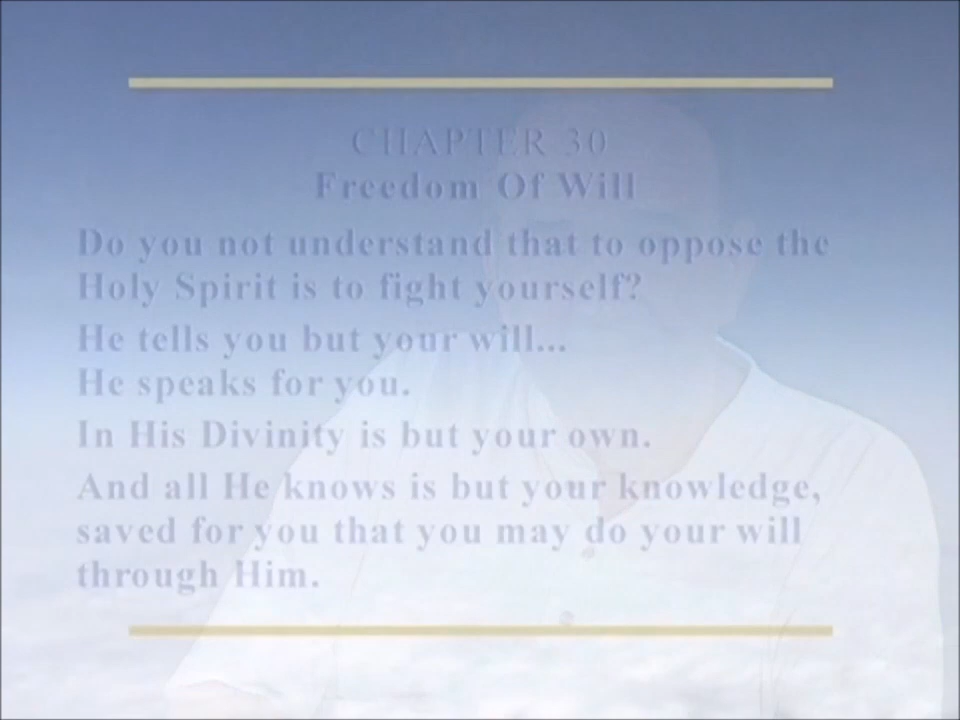 CHAPTER 30
Freedom Of Will
Do you not understand that to oppose the
Holy Spirit is to fight yourself?
He tells you but your will...
He speaks for you.
In His Divinity is but your own.
And all He knows is but your knowledge,
saved for you that you may do your will
through Him.